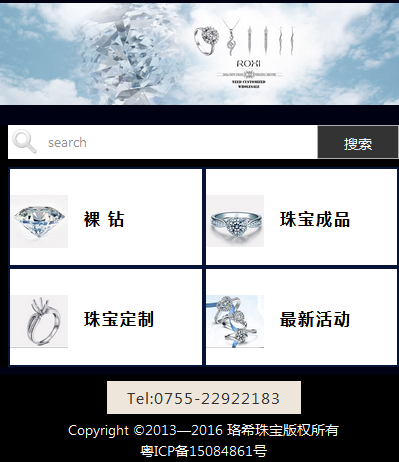 ROXI
NEED CUSTOMIZED
WHOLESALE
search
搜索
裸 钻
珠宝成品
珠宝定制
最新活动
Tel:0755-22922183
Copyright ©2013—2016 珞希珠宝版权所有
粤ICP备15084861号